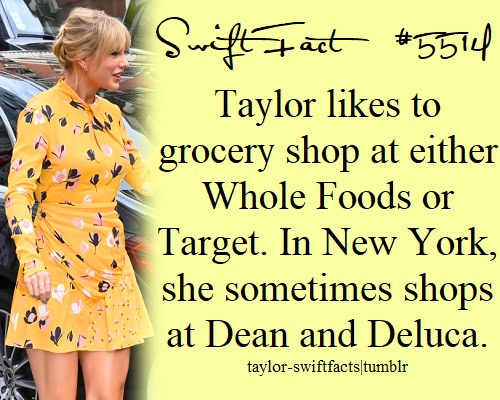 Swift Fact #5514
Taylor likes to
grocery shop at either
Whole Foods or
Target. In New York,
she sometimes shops
at Dean and Deluca.
taylor-swiftfacts|tumblr